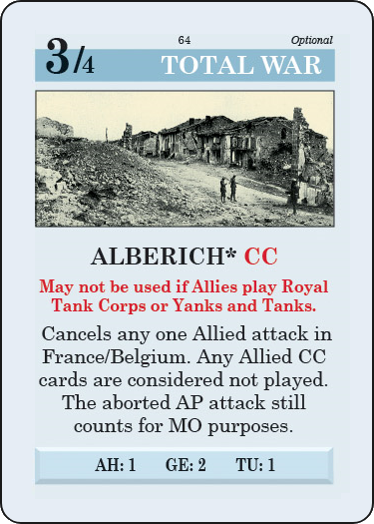 64 Optional
3/4 TOTAL WAR
ALBERICH* CC
May not be used if Allies play Royal
Tank Corps or Yanks and Tanks.
Cancels any one Allied attack in
France/Belgium. Any Allied CC
cards are considered not played.
The aborted AP attack still
counts for MO purposes.
AH: 1 GE: 2 TU: 1